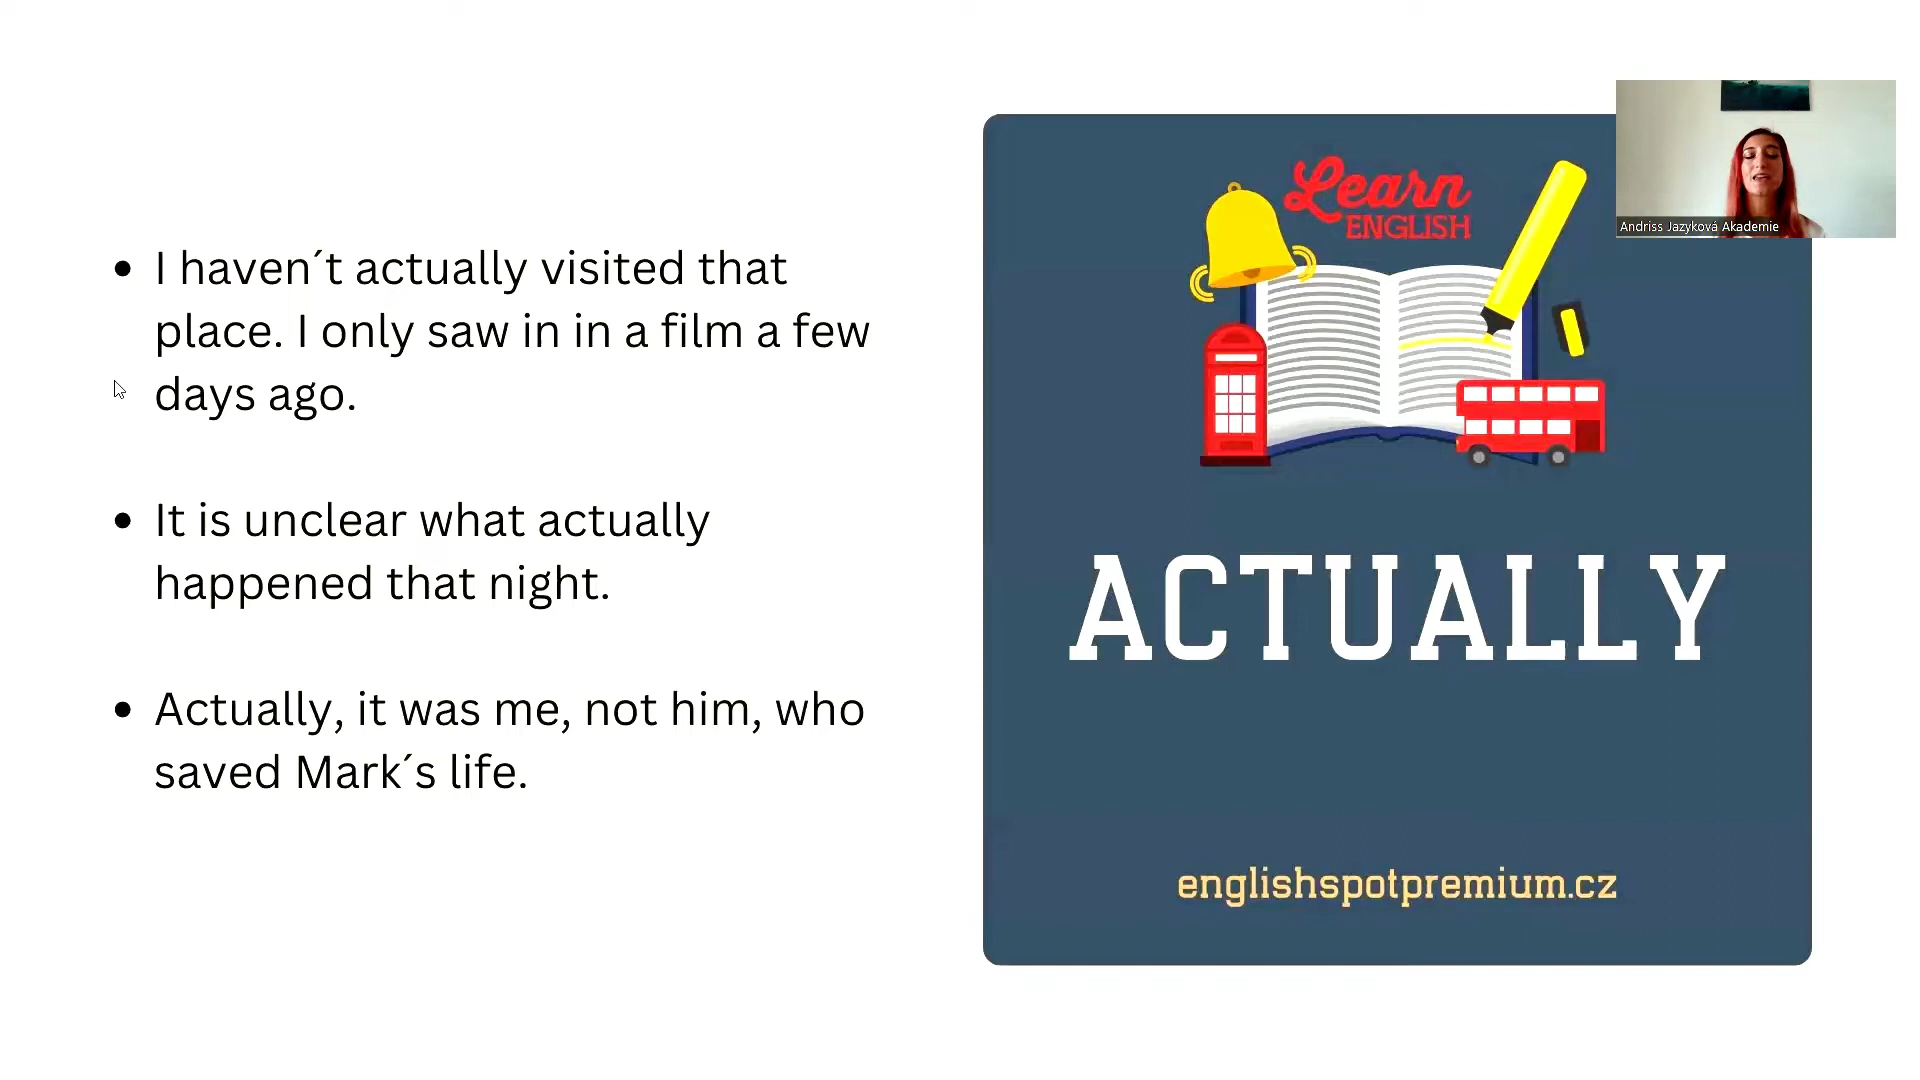 • I haven´t actually visited that
place. I only saw in in a film a few
days ago.
• It is unclear what actually
happened that night.
• Actually, it was me, not him, who
saved Mark´s life.
Learn
ENGLISH
ACTUALLY
englishspotpremium.cz
Andriss Jazyková Akademie